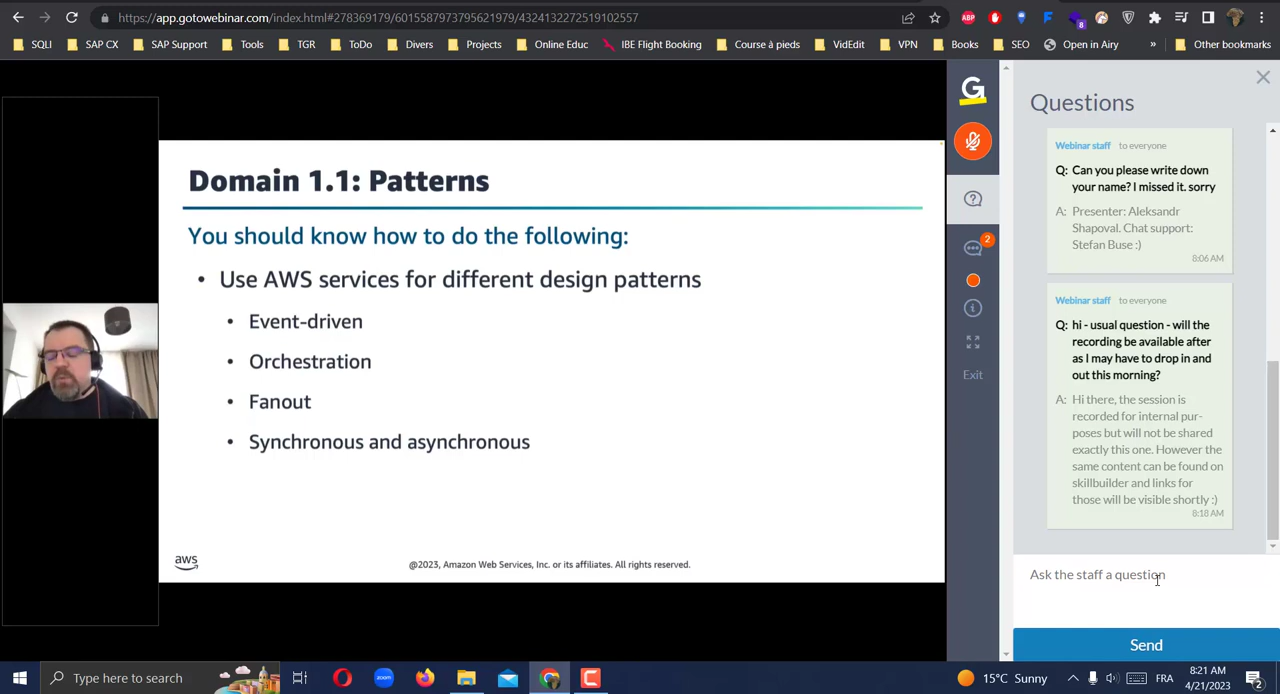 https://app.gotowebinar.com/index.html#278369179/6015587973795621979/4324132272519102557
ABP
8
SQLI
SAP CX
SAP Support
Tools
TGR
ToDo
Divers
Projects
Online Educ
IBE Flight Booking
Course à pieds
VidEdit
VPN
Books
SEO
Open in Airy
»
Other bookmarks
Domain 1.1: Patterns
You should know how to do the following:
• Use AWS services for different design patterns
• Event-driven
• Orchestration
• Fanout
• Synchronous and asynchronous
aws
@2023, Amazon Web Services, Inc. or its affiliates. All rights reserved.
G
2
Exit
Questions
Webinar staff to everyone
Q: Can you please write down
your name? I missed it. sorry
A: Presenter: Aleksandr
Shapoval. Chat support:
Stefan Buse :)
8:06 AM
Webinar staff to everyone
Q: hi - usual question - will the
recording be available after
as I may have to drop in and
out this morning?
A: Hi there, the session is
recorded for internal pur-
poses but will not be shared
exactly this one. However the
same content can be found on
skillbuilder and links for
those will be visible shortly :)
8:18 AM
Ask the staff a question
Send
Type here to search
zoom
15°C Sunny
FRA
8:21 AM
4/21/2023
2